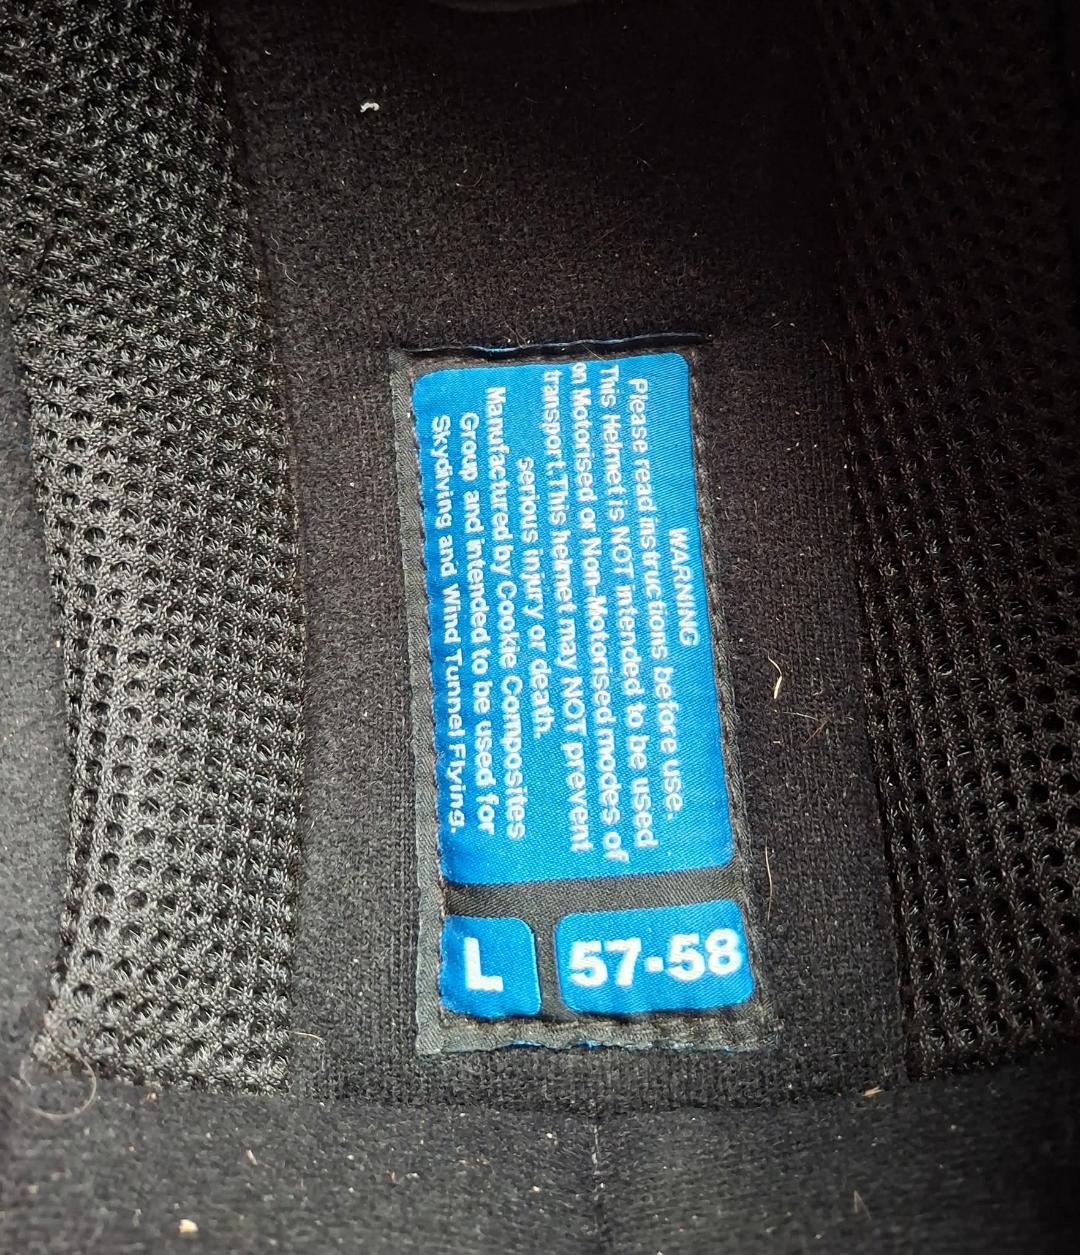 WARNING
Please read instructions before use.
This Helmet is NOT intended to be used
on Motorised or Non-Motorised modes of
transport.This helmet may NOT prevent
serious injury or death.
Manufactured by Cookie Composites
Group and intended to be used for
Skydiving and Wind Tunnel Flying.
L
57-58